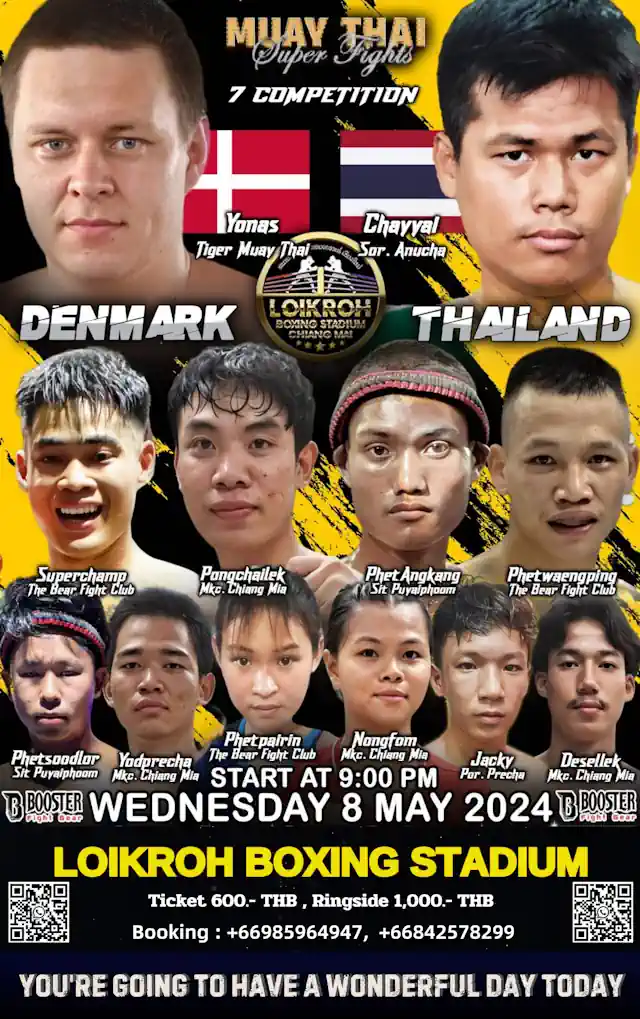 MUAY THAI
Super Fights
7 COMPETITION
Yonas
Tiger Muay Thai
Chayyal
Sor. Anucha
LOIKROH
BOXING STADIUM
CHIANG MAI
DENMARK
THAILAND
Superchamp
The Bear Fight Club
Pongchailek
Mkc. Chiang Mia
PhetAngkang
Sit Puyaiphoom
Phetwaengping
The Bear Fight Club
Phetsoodlor
Sit Puyaiphoom
Yodprecha
Mkc. Chiang Mia
Phetpairin
The Bear Fight Club
Nongfom
Mkc. Chiang Mia
Jacky
Por. Precha
Desellek
Mkc. Chiang Mia
START AT 9:00 PM
BOOSTER
Fight Gear
WEDNESDAY 8 MAY 2024
BOOSTER
Fight Gear
LOIKROH BOXING STADIUM
Ticket 600.- THB , Ringside 1,000.- THB
Booking : +66985964947, +66842578299
YOU'RE GOING TO HAVE A WONDERFUL DAY TODAY